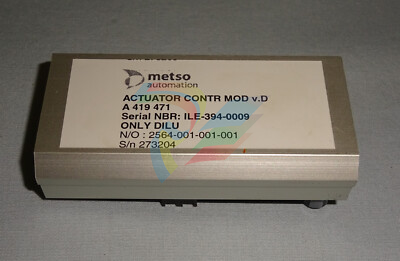 metso
automation
ACTUATOR CONTR MOD v.D
A 419 471
Serial NBR: ILE-394-0009
ONLY DILU
N/O : 2564-001-001-001
S/n 273204